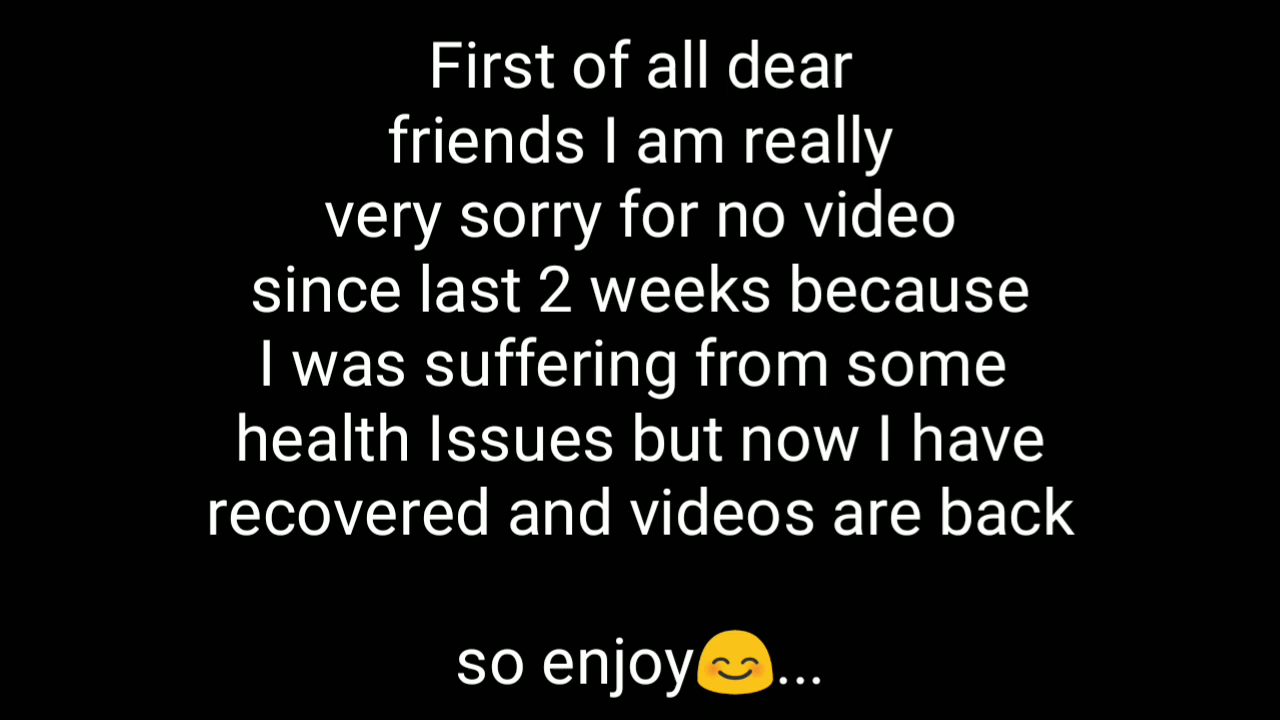 First of all dear
friends I am really
very sorry for no video
since last 2 weeks because
I was suffering from some
health Issues but now I have
recovered and videos are back
so enjoy😊...